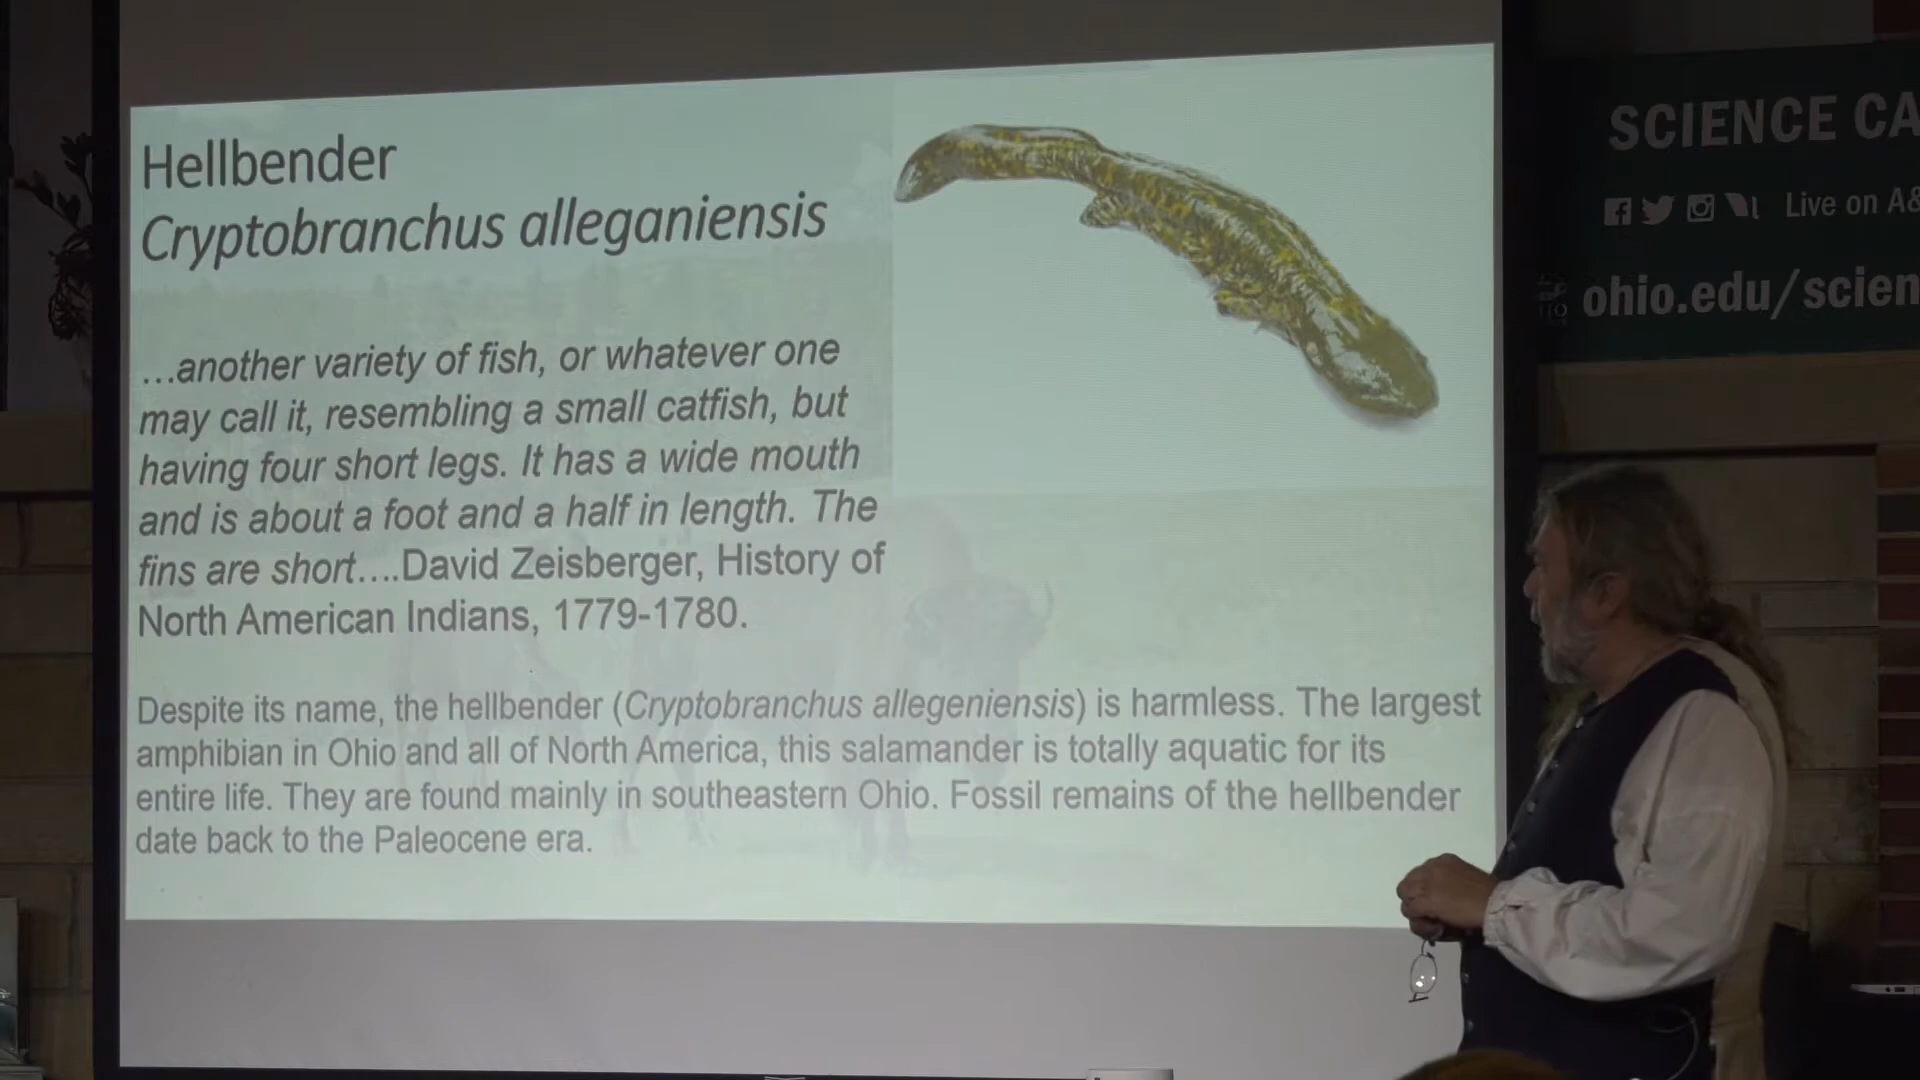 Hellbender
Cryptobranchus alleganiensis
...another variety of fish, or whatever one
may call it, resembling a small catfish, but
having four short legs. It has a wide mouth
and is about a foot and a half in length. The
fins are short....David Zeisberger, History of
North American Indians, 1779-1780.
Despite its name, the hellbender (Cryptobranchus allegeniensis) is harmless. The largest
amphibian in Ohio and all of North America, this salamander is totally aquatic for its
entire life. They are found mainly in southeastern Ohio. Fossil remains of the hellbender
date back to the Paleocene era.
SCIENCE CA
Live on A&
ohio.edu/scien